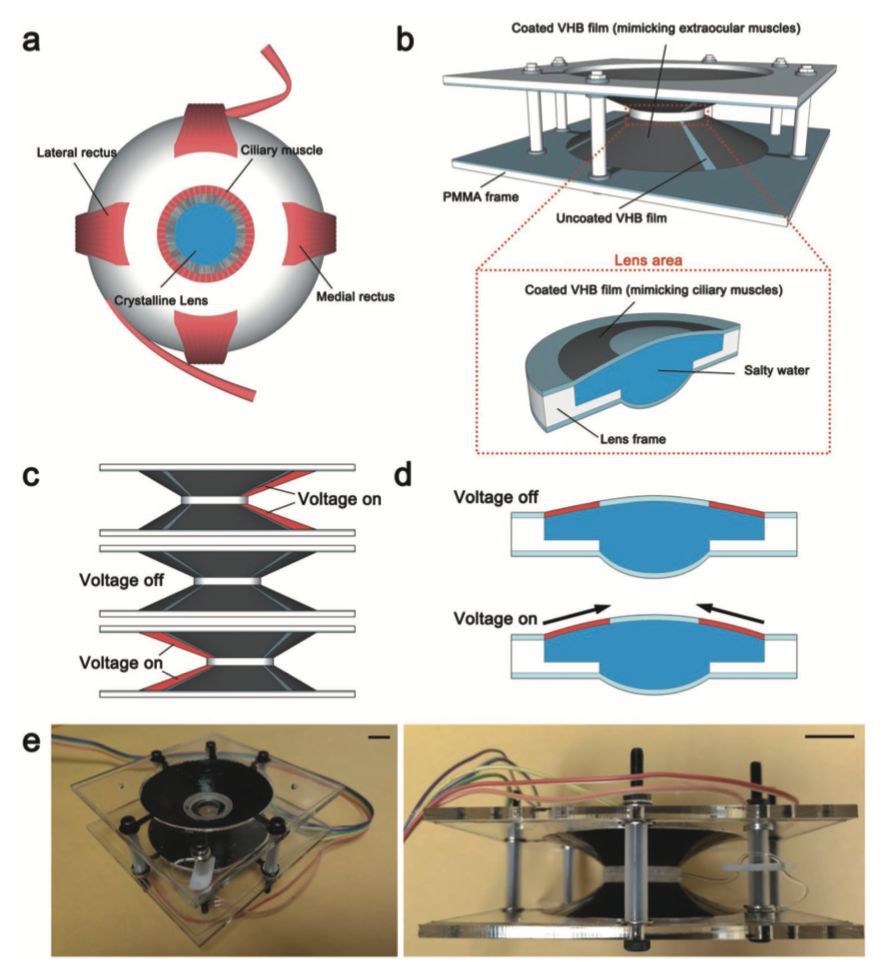 a
Lateral rectus
Ciliary muscle
Crystalline Lens
Medial rectus
b
Coated VHB film (mimicking extraocular muscles)
PMMA frame
Uncoated VHB film
Lens area
Coated VHB film (mimicking ciliary muscles)
Salty water
Lens frame
c
Voltage on
Voltage off
Voltage on
d
Voltage off
Voltage on
e